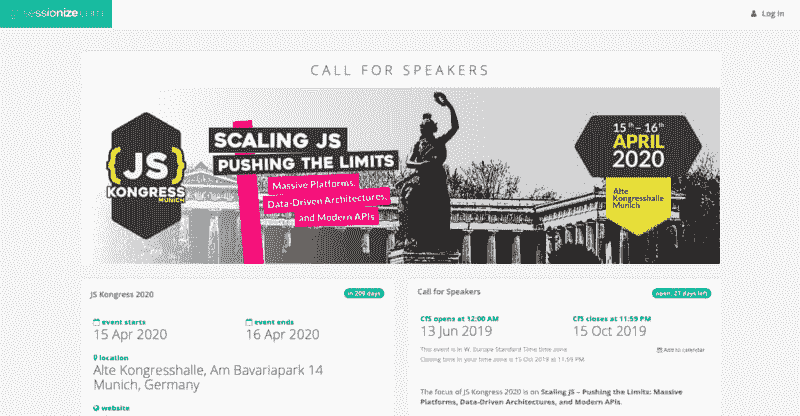 sessionize.com
Log in
CALL FOR SPEAKERS
{JS}
KONGRESS
MUNICH
SCALING JS
PUSHING THE LIMITS
Massive Platforms,
Data-Driven Architectures,
and Modern APIs
15th – 16th
APRIL
2020
Alte
Kongresshalle
Munich
JS Kongress 2020
in 209 days
event starts
15 Apr 2020
event ends
16 Apr 2020
location
Alte Kongresshalle, Am Bavariapark 14
Munich, Germany
website
Call for Speakers
open, 27 days left
CfS opens at 12:00 AM
13 Jun 2019
CfS closes at 11:59 PM
15 Oct 2019
This event is in W. Europe Standard Time time zone.
Closing time in your time zone is 15 Oct 2019 at 11:59 PM.
Add to calendar
The focus of JS Kongress 2020 is on Scaling JS – Pushing the Limits: Massive
Platforms, Data-Driven Architectures, and Modern APIs.